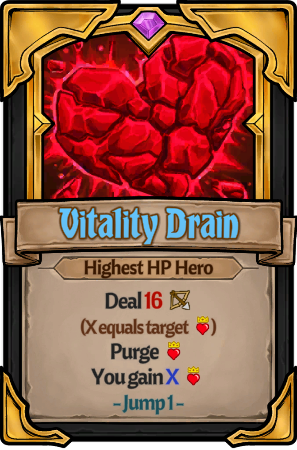 Vitality Drain
Highest HP Hero
Deal 16
(X equals target )
Purge
You gain X
- Jump 1 -